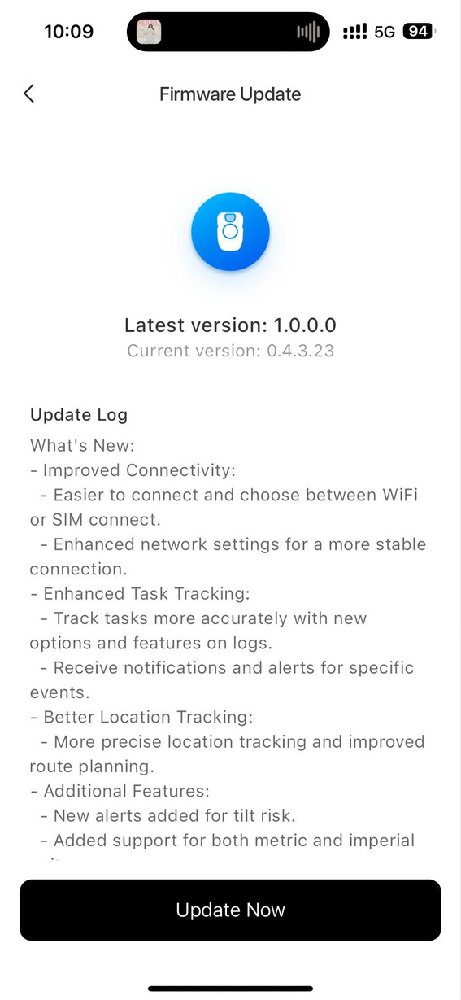 10:09
5G
94
Firmware Update
Latest version: 1.0.0.0
Current version: 0.4.3.23
Update Log
What's New:
- Improved Connectivity:
- Easier to connect and choose between WiFi
or SIM connect.
- Enhanced network settings for a more stable
connection.
- Enhanced Task Tracking:
- Track tasks more accurately with new
options and features on logs.
- Receive notifications and alerts for specific
events.
- Better Location Tracking:
- More precise location tracking and improved
route planning.
- Additional Features:
- New alerts added for tilt risk.
- Added support for both metric and imperial
Update Now